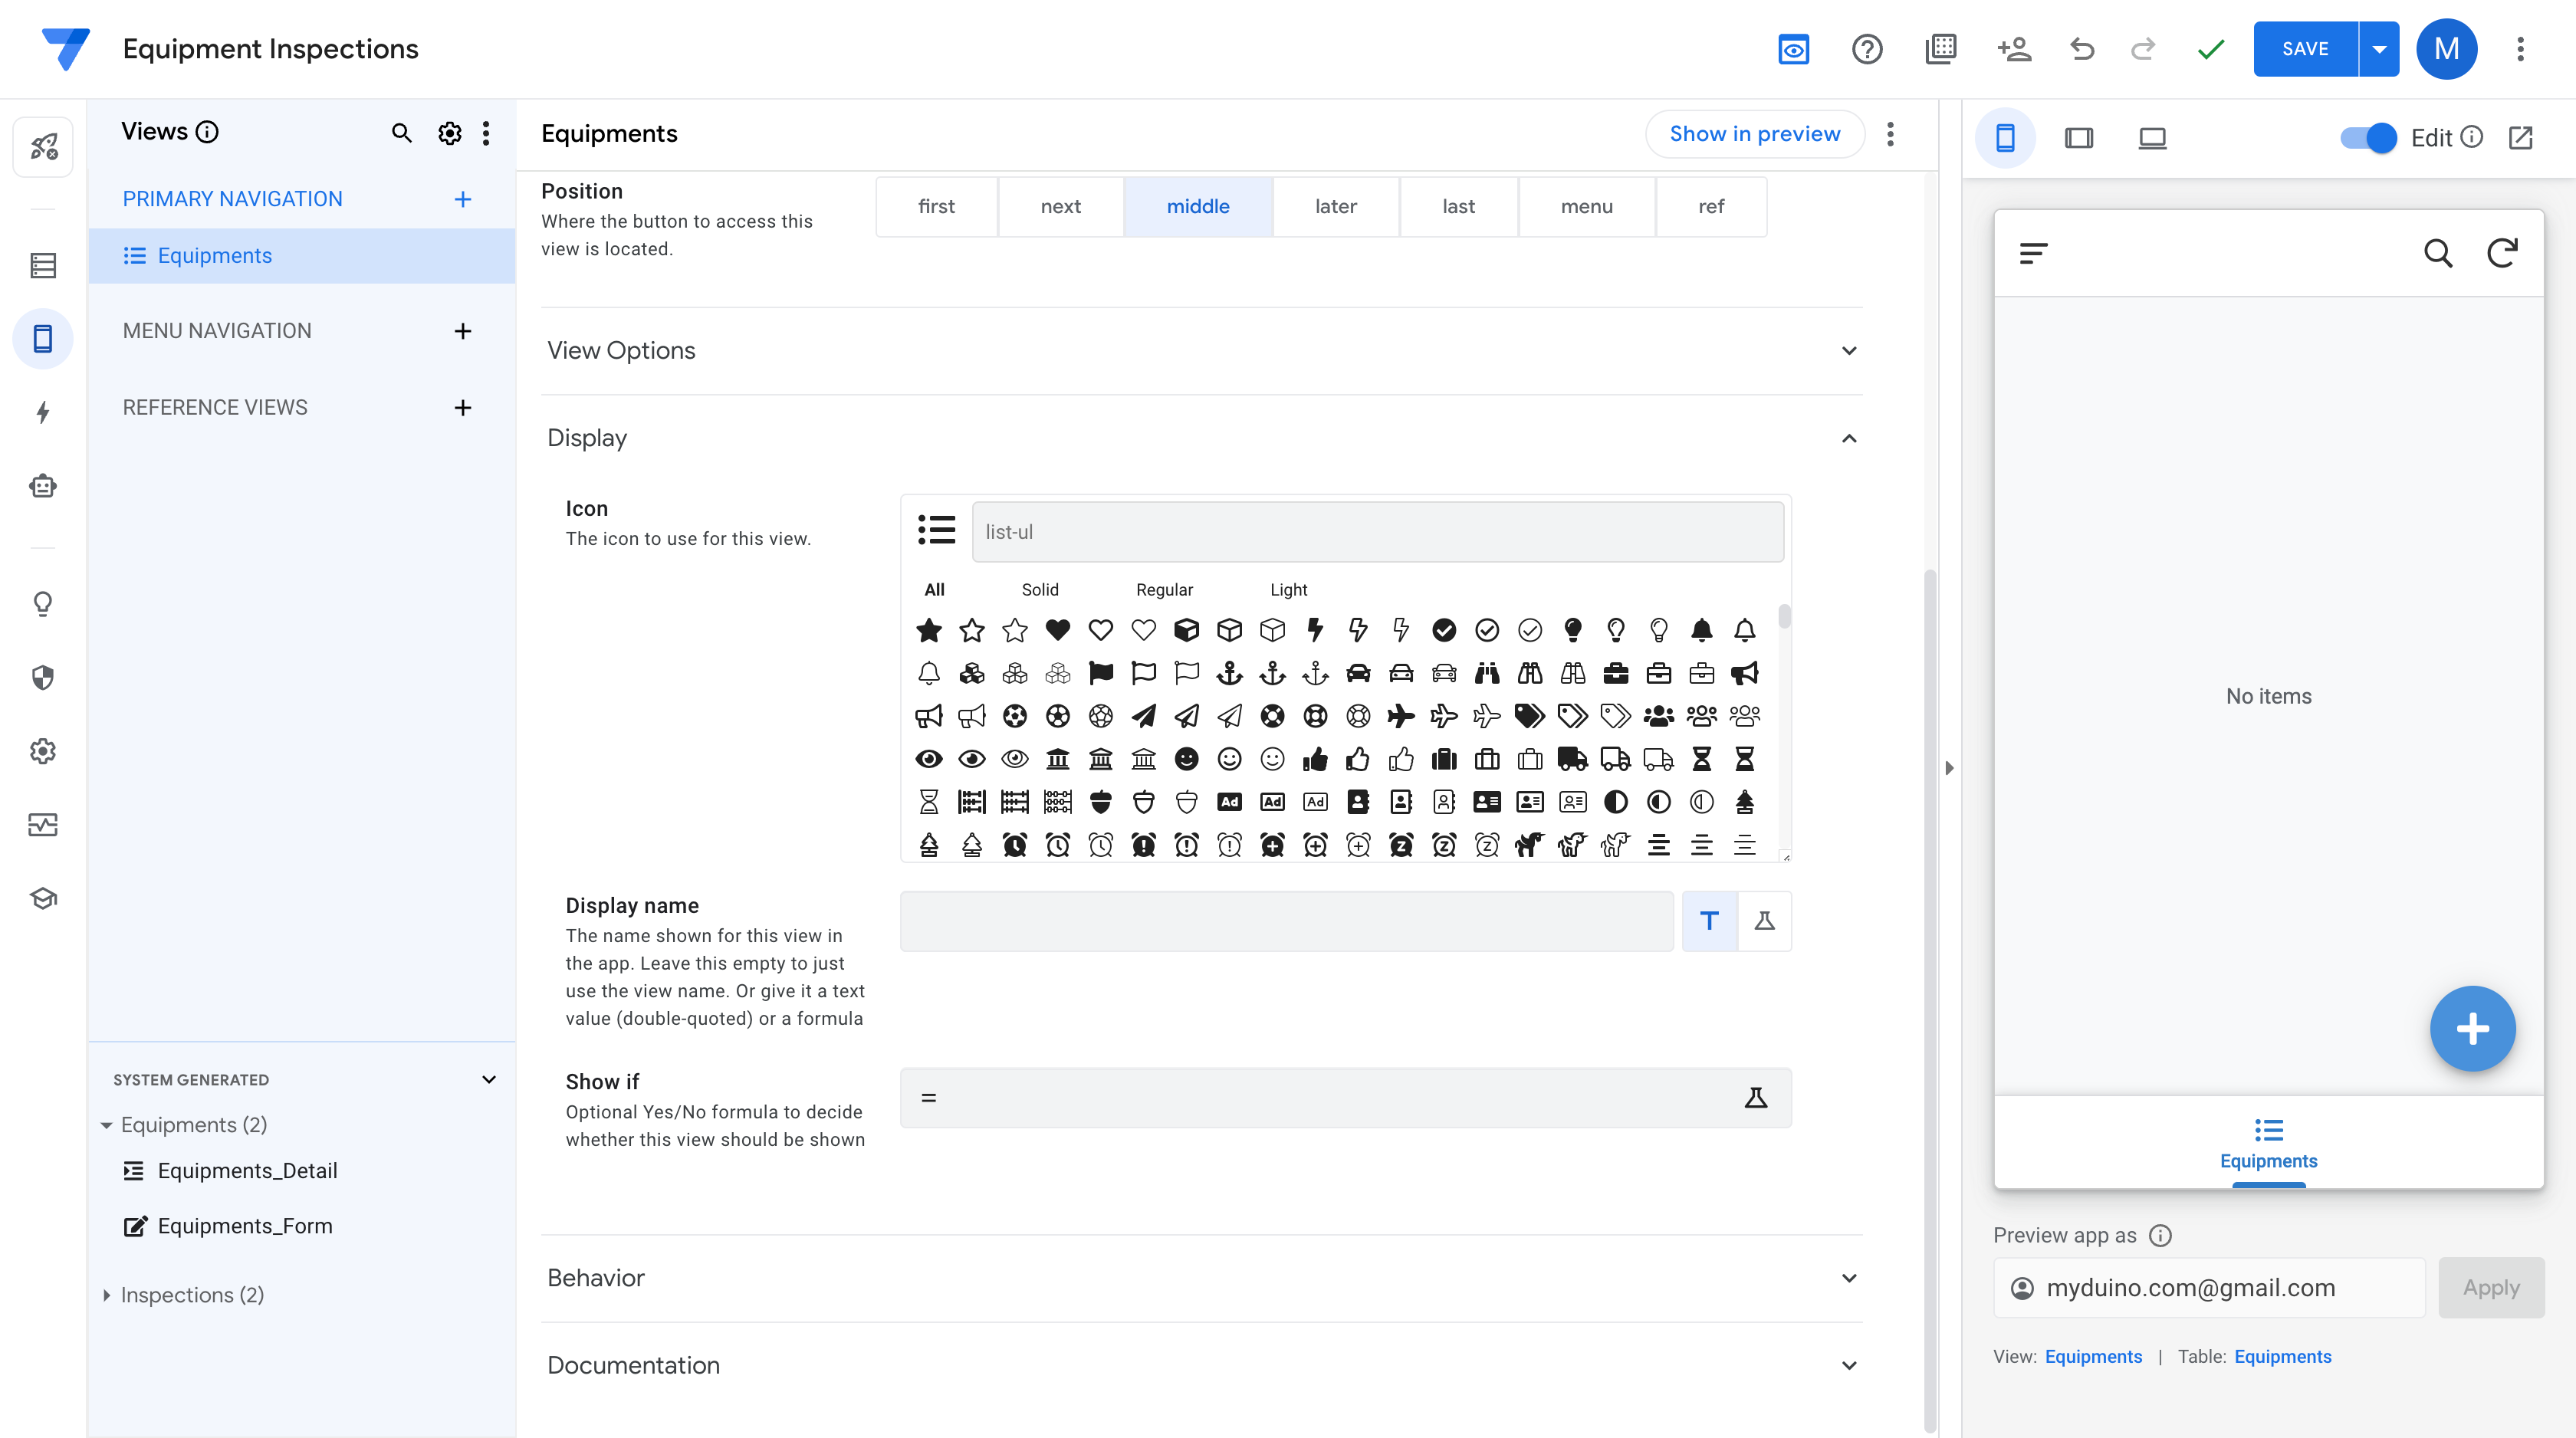 Equipment Inspections
SAVE
M
Views
PRIMARY NAVIGATION
Equipments
MENU NAVIGATION
REFERENCE VIEWS
SYSTEM GENERATED
Equipments (2)
Equipments_Detail
Equipments_Form
Inspections (2)
Equipments
Show in preview
Position
Where the button to access this
view is located.
first
next
middle
later
last
menu
ref
View Options
Display
Icon
The icon to use for this view.
list-ul
All
Solid
Regular
Light
Ad
Ad
Ad
Display name
The name shown for this view in
the app. Leave this empty to just
use the view name. Or give it a text
value (double-quoted) or a formula
T
Show if
Optional Yes/No formula to decide
whether this view should be shown
=
Behavior
Documentation
Edit
No items
Equipments
Preview app as
myduino.com@gmail.com
Apply
View: Equipments | Table: Equipments